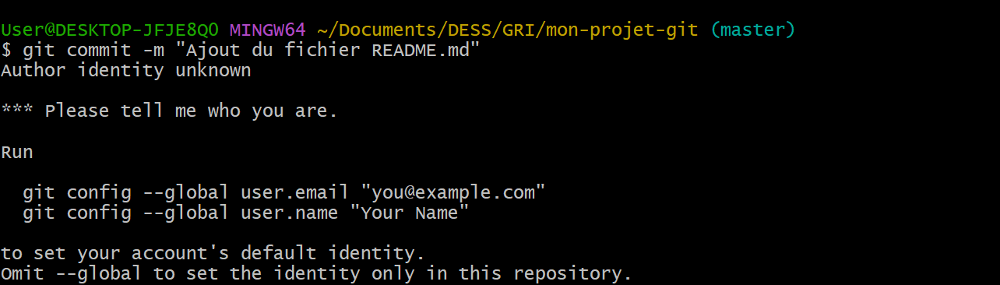 User@DESKTOP-JFJE8QO MINGW64 ~/Documents/DESS/GRI/mon-projet-git (master)
$ git commit -m "Ajout du fichier README.md"
Author identity unknown
*** Please tell me who you are.
Run
git config --global user.email "you@example.com"
git config --global user.name "Your Name"
to set your account's default identity.
Omit --global to set the identity only in this repository.